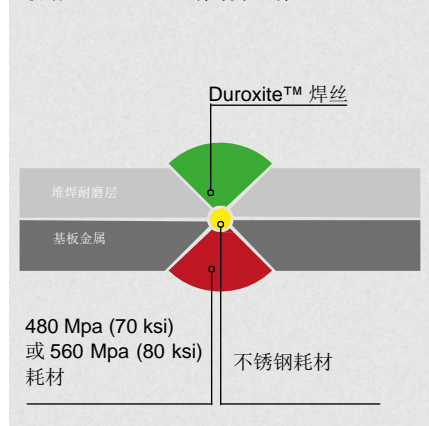 Duroxite™ 焊丝
堆焊耐磨层
基板金属
480 Mpa (70 ksi)
或 560 Mpa (80 ksi)
耗材
不锈钢耗材